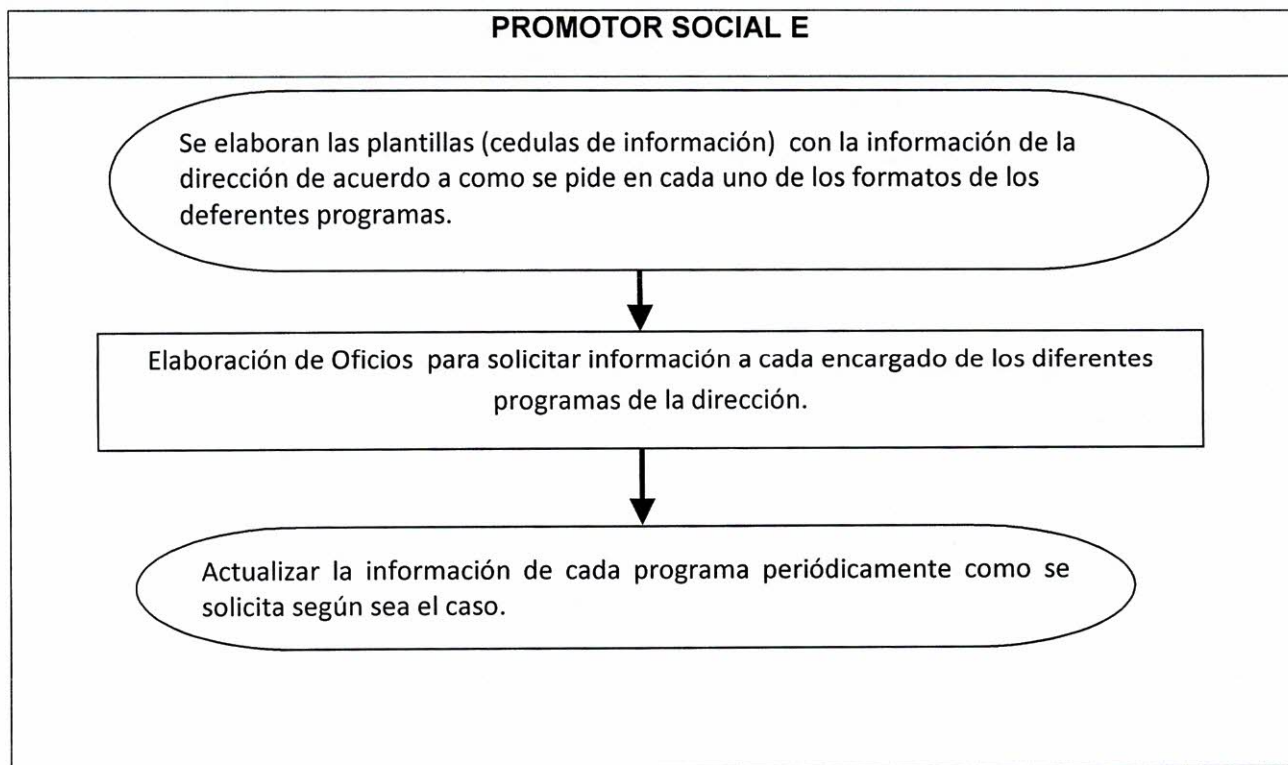 PROMOTOR SOCIAL E
Se elaboran las plantillas (cedulas de información) con la información de la
dirección de acuerdo a como se pide en cada uno de los formatos de los
deferentes programas.
Elaboración de Oficios para solicitar información a cada encargado de los diferentes
programas de la dirección.
Actualizar la información de cada programa periódicamente como se
solicita según sea el caso.